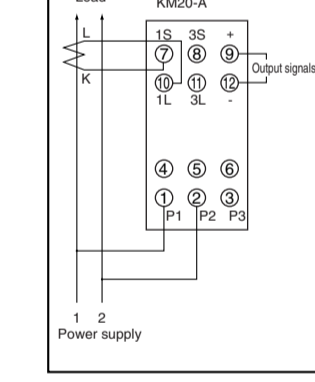 KM20-A
L
1S 3S +
7 8 9
Output signals
K
10 11 12
1L 3L -
4 5 6
1 2 3
P1 P2 P3
1 2
Power supply